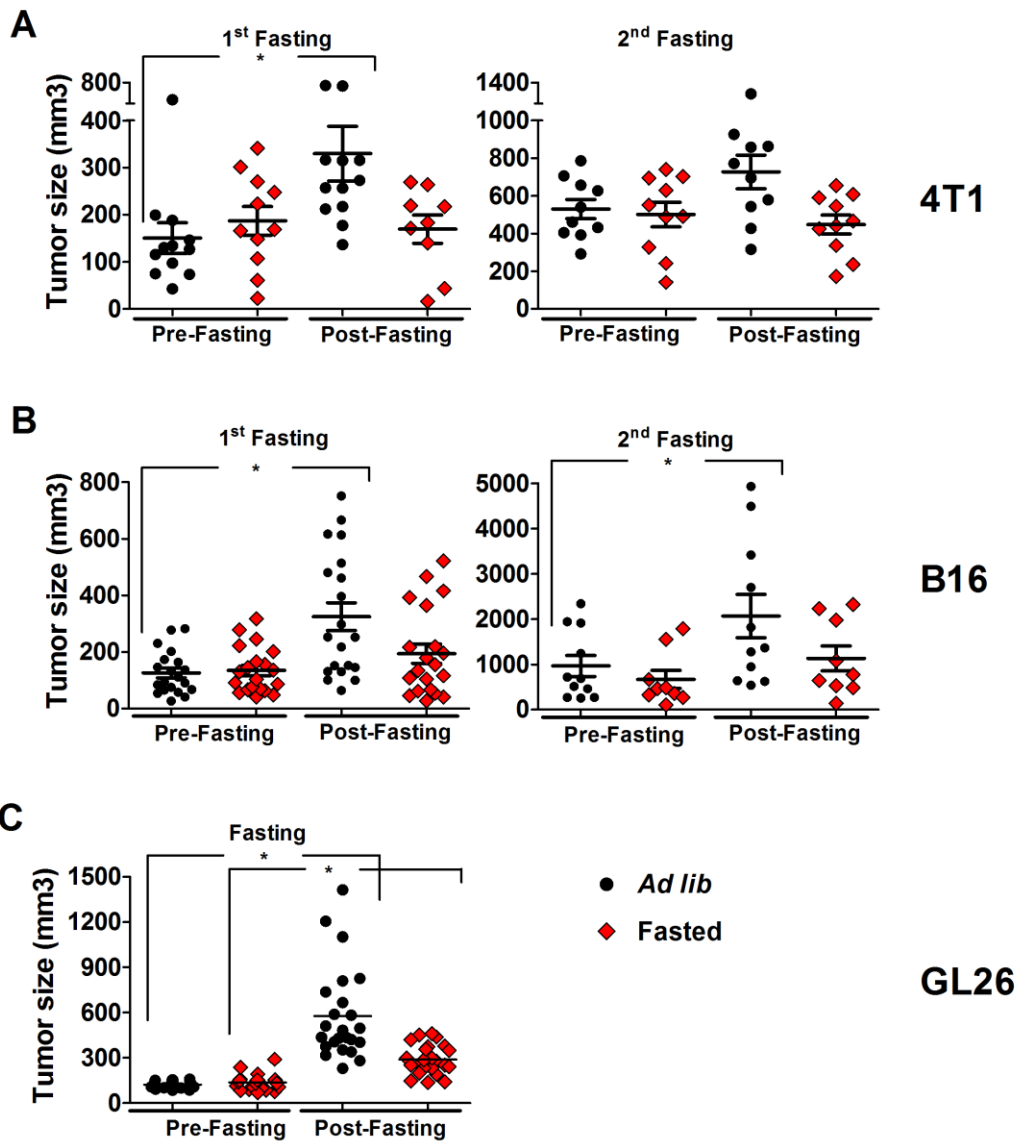 A
1st Fasting
2nd Fasting
*
Tumor size (mm3)
800
400
300
200
100
0
Pre-Fasting
Post-Fasting
1400
1000
800
600
400
200
0
Pre-Fasting
Post-Fasting
4T1
B
1st Fasting
2nd Fasting
*
*
Tumor size (mm3)
800
600
400
200
0
Pre-Fasting
Post-Fasting
5000
4000
3000
2000
1000
0
Pre-Fasting
Post-Fasting
B16
C
Fasting
*
*
Tumor size (mm3)
1500
1200
900
600
300
0
Pre-Fasting
Post-Fasting
Ad lib
Fasted
GL26